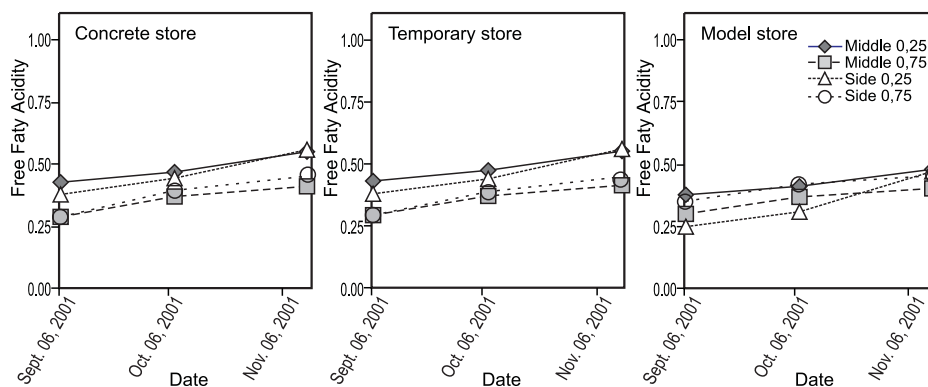 Concrete store
1.00
0.75
0.50
0.25
0.00
Free Faty Acidity
Sept. 06, 2001
Oct. 06, 2001
Nov. 06, 2001
Date
Temporary store
1.00
0.75
0.50
0.25
0.00
Free Faty Acidity
Sept. 06, 2001
Oct. 06, 2001
Nov. 06, 2001
Date
Model store
Middle 0,25
Middle 0,75
Side 0,25
Side 0,75
1.00
0.75
0.50
0.25
0.00
Free Faty Acidity
Sept. 06, 2001
Oct. 06, 2001
Nov. 06, 2001
Date